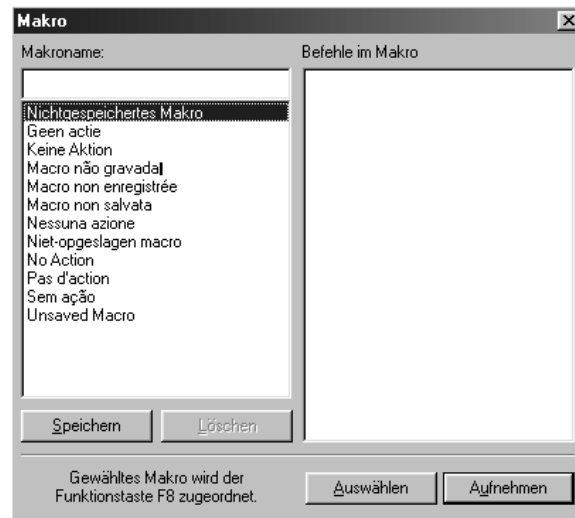 Makro
Makroname:
Befehle im Makro
Nichtgespeichertes Makro
Geen actie
Keine Aktion
Macro não gravada
Macro non enregistrée
Macro non salvata
Nessuna azione
Niet-opgeslagen macro
No Action
Pas d'action
Sem ação
Unsaved Macro
Speichern
Löschen
Gewähltes Makro wird der
Funktionstaste F8 zugeordnet.
Auswählen
Aufnehmen